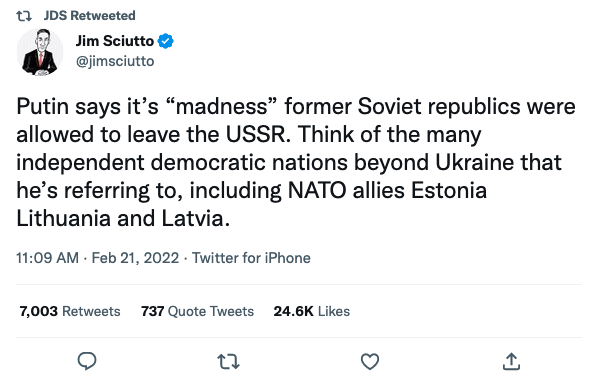 JDS Retweeted
Jim Sciutto
@jimsciutto
Putin says it’s “madness” former Soviet republics were
allowed to leave the USSR. Think of the many
independent democratic nations beyond Ukraine that
he’s referring to, including NATO allies Estonia
Lithuania and Latvia.
11:09 AM · Feb 21, 2022 · Twitter for iPhone
7,003 Retweets 737 Quote Tweets 24.6K Likes